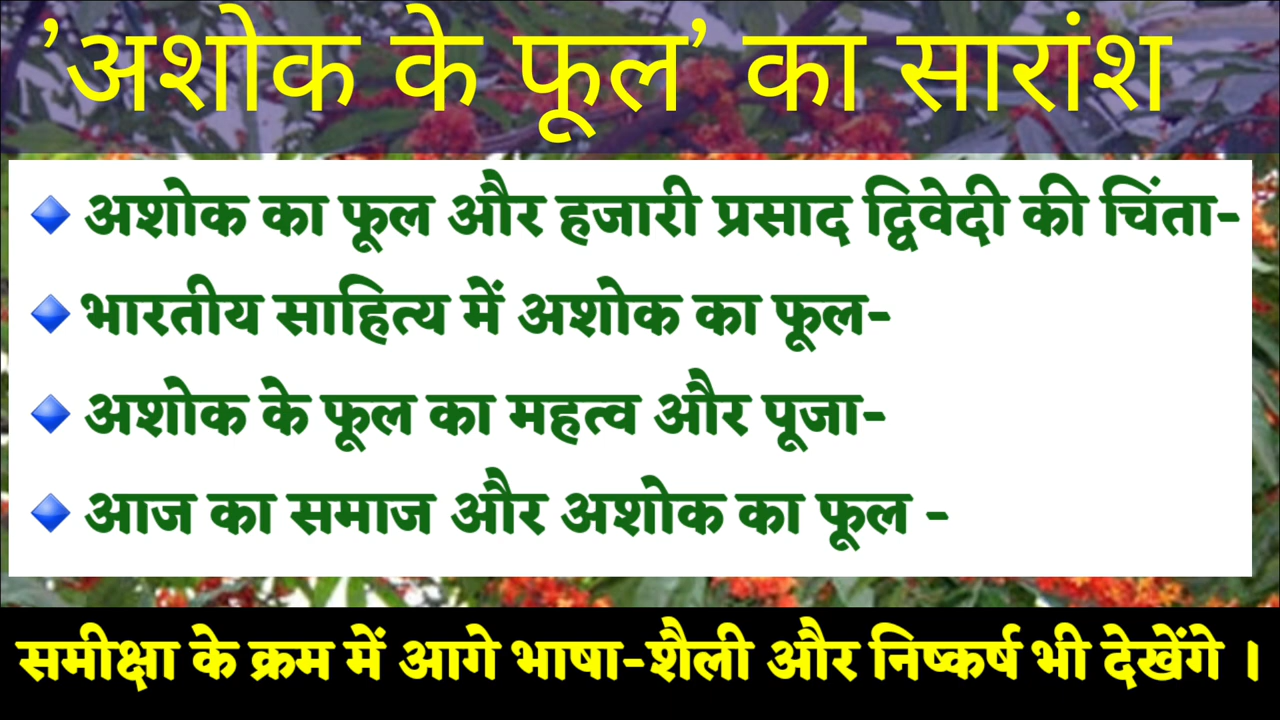 ’अशोक के फूल’ का सारांश
अशोक का फूल और हजारी प्रसाद द्विवेदी की चिंता-
भारतीय साहित्य में अशोक का फूल-
अशोक के फूल का महत्व और पूजा-
आज का समाज और अशोक का फूल -
समीक्षा के क्रम में आगे भाषा-शैली और निष्कर्ष भी देखेंगे ।